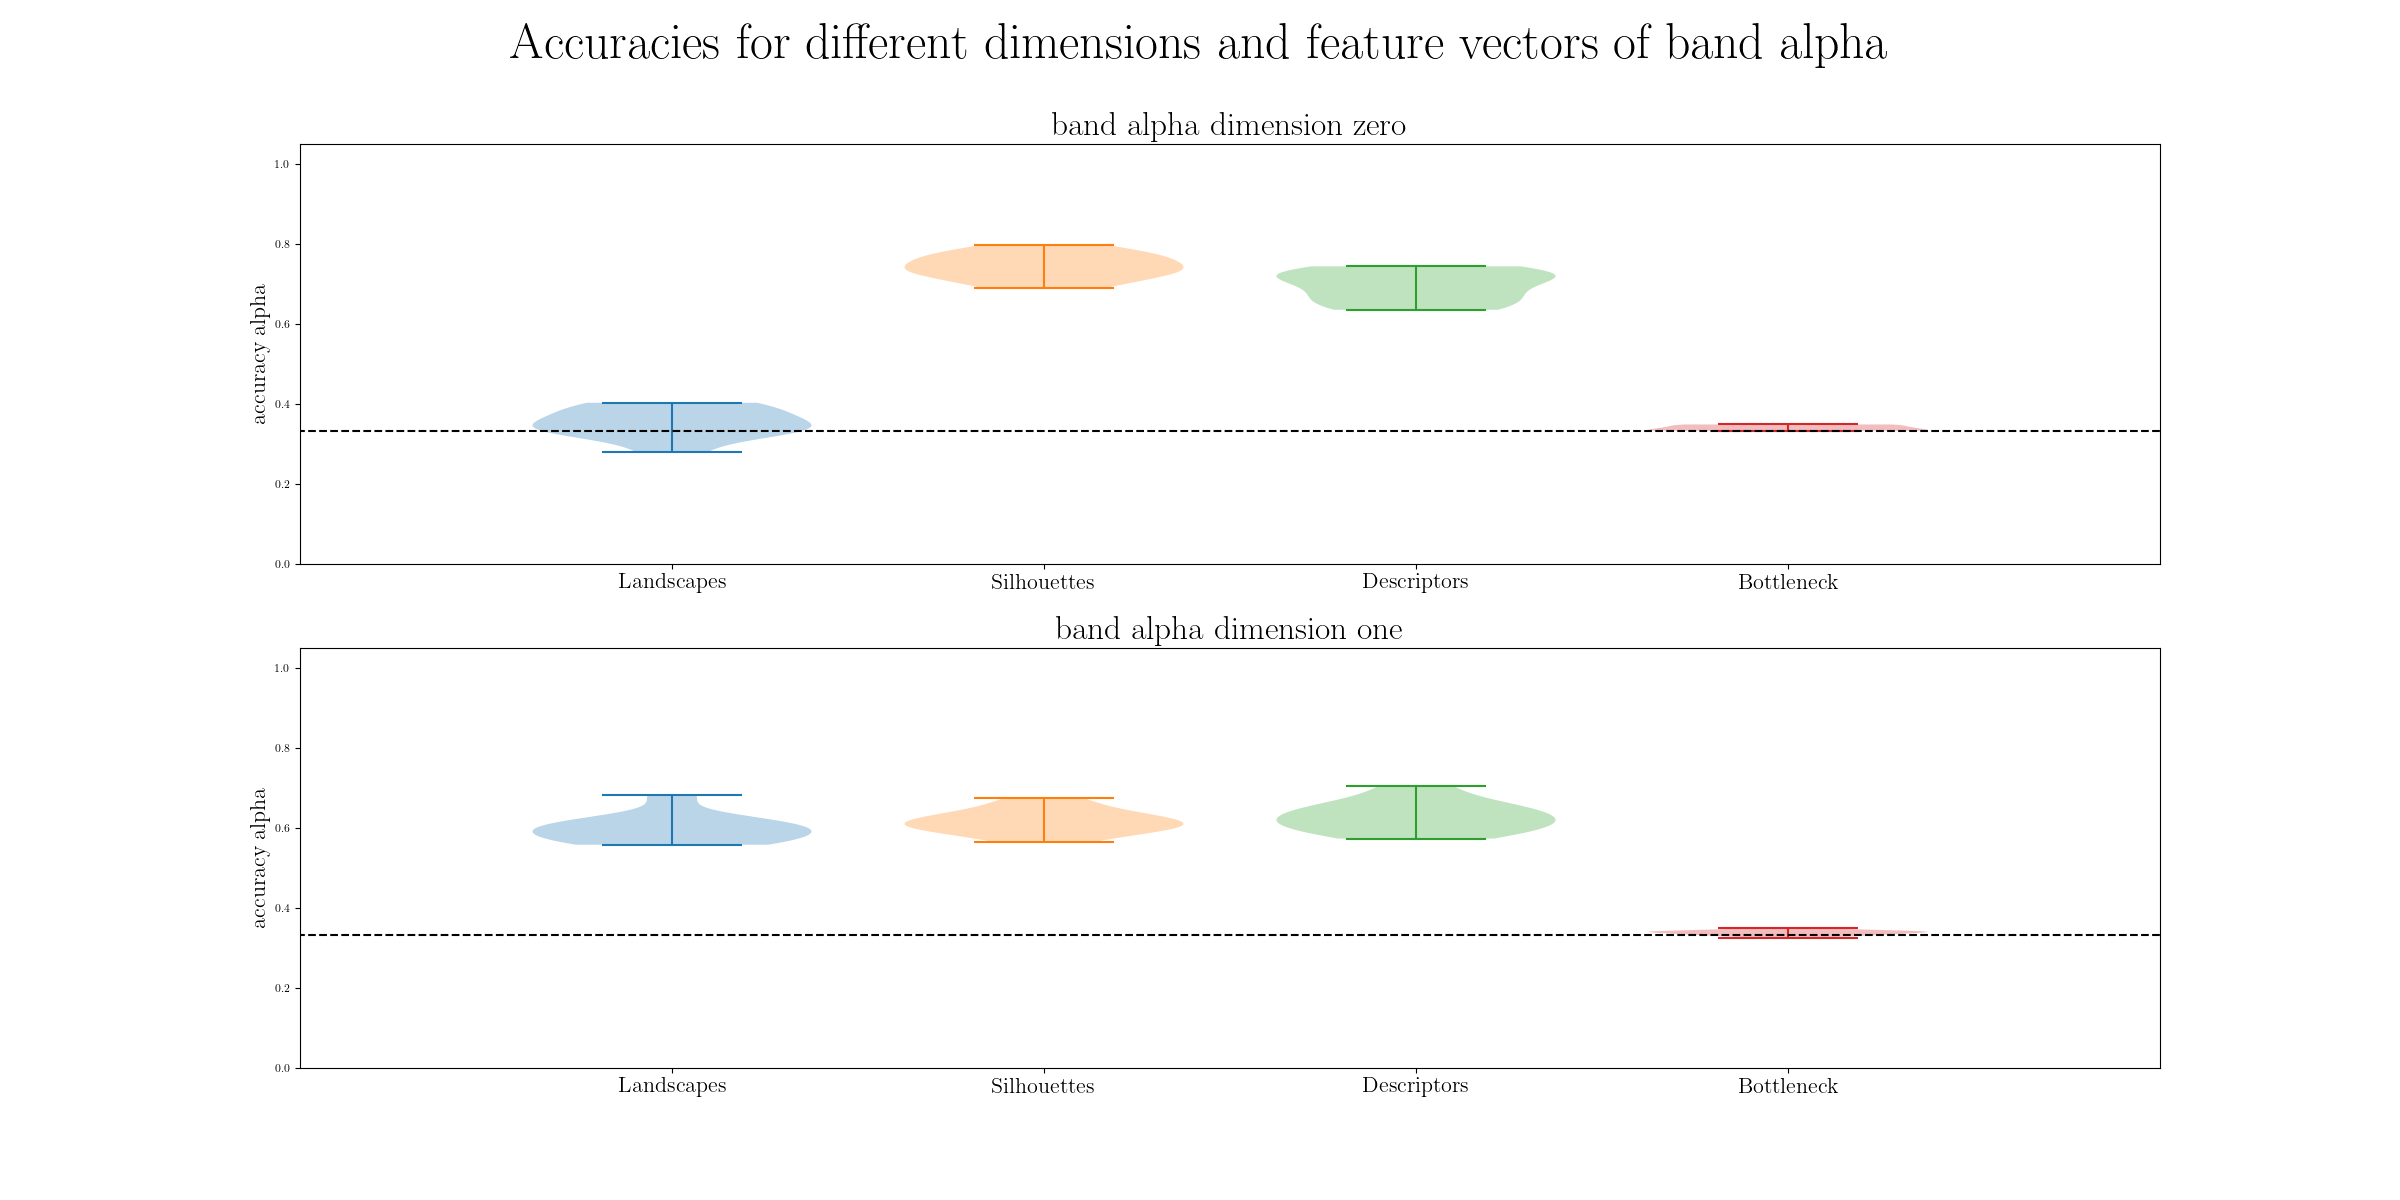 Accuracies for different dimensions and feature vectors of band alpha
band alpha dimension zero
1.0
0.8
0.6
0.4
0.2
0.0
accuracy alpha
Landscapes Silhouettes Descriptors Bottleneck
band alpha dimension one
1.0
0.8
0.6
0.4
0.2
0.0
accuracy alpha
Landscapes Silhouettes Descriptors Bottleneck